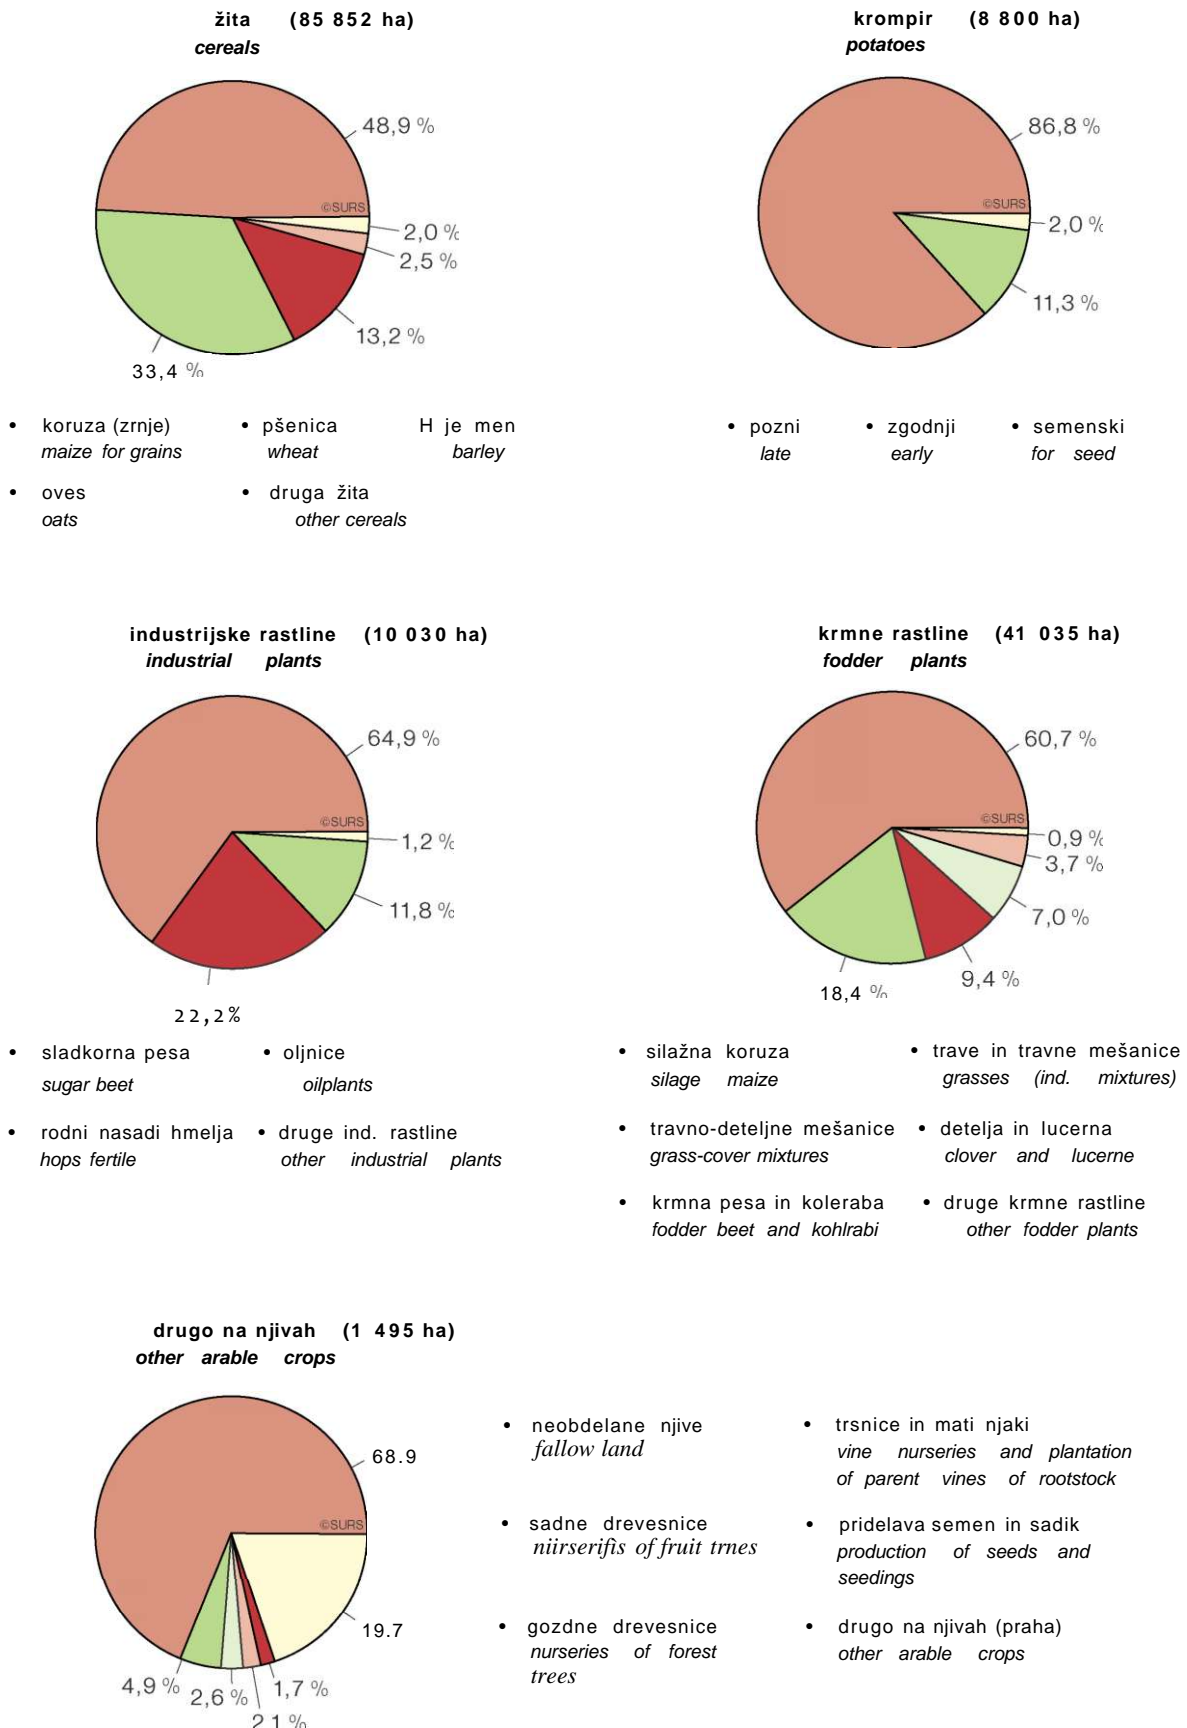 žita (85 852 ha)
cereals
48,9 %
©SURS
2,0 %
2,5 %
13,2 %
33,4 %
• koruza (zrnje) • pšenica H je men
maize for grains wheat barley
• oves • druga žita
oats other cereals
krompir (8 800 ha)
potatoes
86,8 %
©SURS
2,0 %
11,3 %
• pozni • zgodnji • semenski
late early for seed
industrijske rastline (10 030 ha)
industrial plants
64,9 %
©SURS
1,2 %
11,8 %
22,2%
• sladkorna pesa • oljnice
sugar beet oilplants
• rodni nasadi hmelja • druge ind. rastline
hops fertile other industrial plants
krmne rastline (41 035 ha)
fodder plants
60,7 %
©SURS
0,9 %
3,7 %
7,0 %
9,4 %
18,4 %
• silažna koruza • trave in travne mešanice
silage maize grasses (ind. mixtures)
• travno-deteljne mešanice • detelja in lucerna
grass-cover mixtures clover and lucerne
• krmna pesa in koleraba • druge krmne rastline
fodder beet and kohlrabi other fodder plants
drugo na njivah (1 495 ha)
other arable crops
68.9
©SURS
19.7
1,7 %
2,1 %
2,6 %
4,9 %
• neobdelane njive
fallow land
• trsnice in mati njaki
vine nurseries and plantation
of parent vines of rootstock
• sadne drevesnice
niirserifis of fruit trnes
• pridelava semen in sadik
production of seeds and
seedings
• gozdne drevesnice
nurseries of forest
trees
• drugo na njivah (praha)
other arable crops